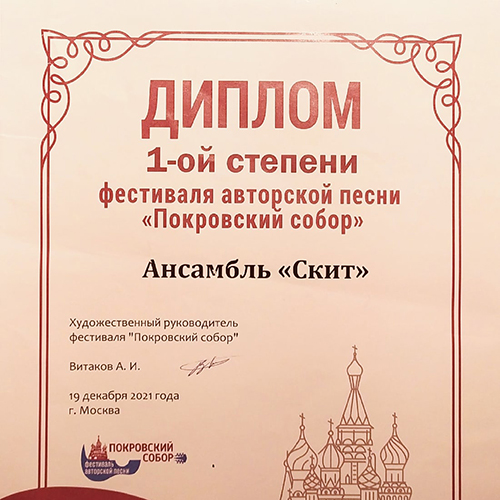 ДИПЛОМ
1-ой степени
фестиваля авторской песни
«Покровский собор»
Ансамбль «Скит»
Художественный руководитель
фестиваля "Покровский собор"
Витаков А. И.
19 декабря 2021 года
г. Москва
ПОКРОВСКИЙ
СОБОР
фестиваль
авторской песни